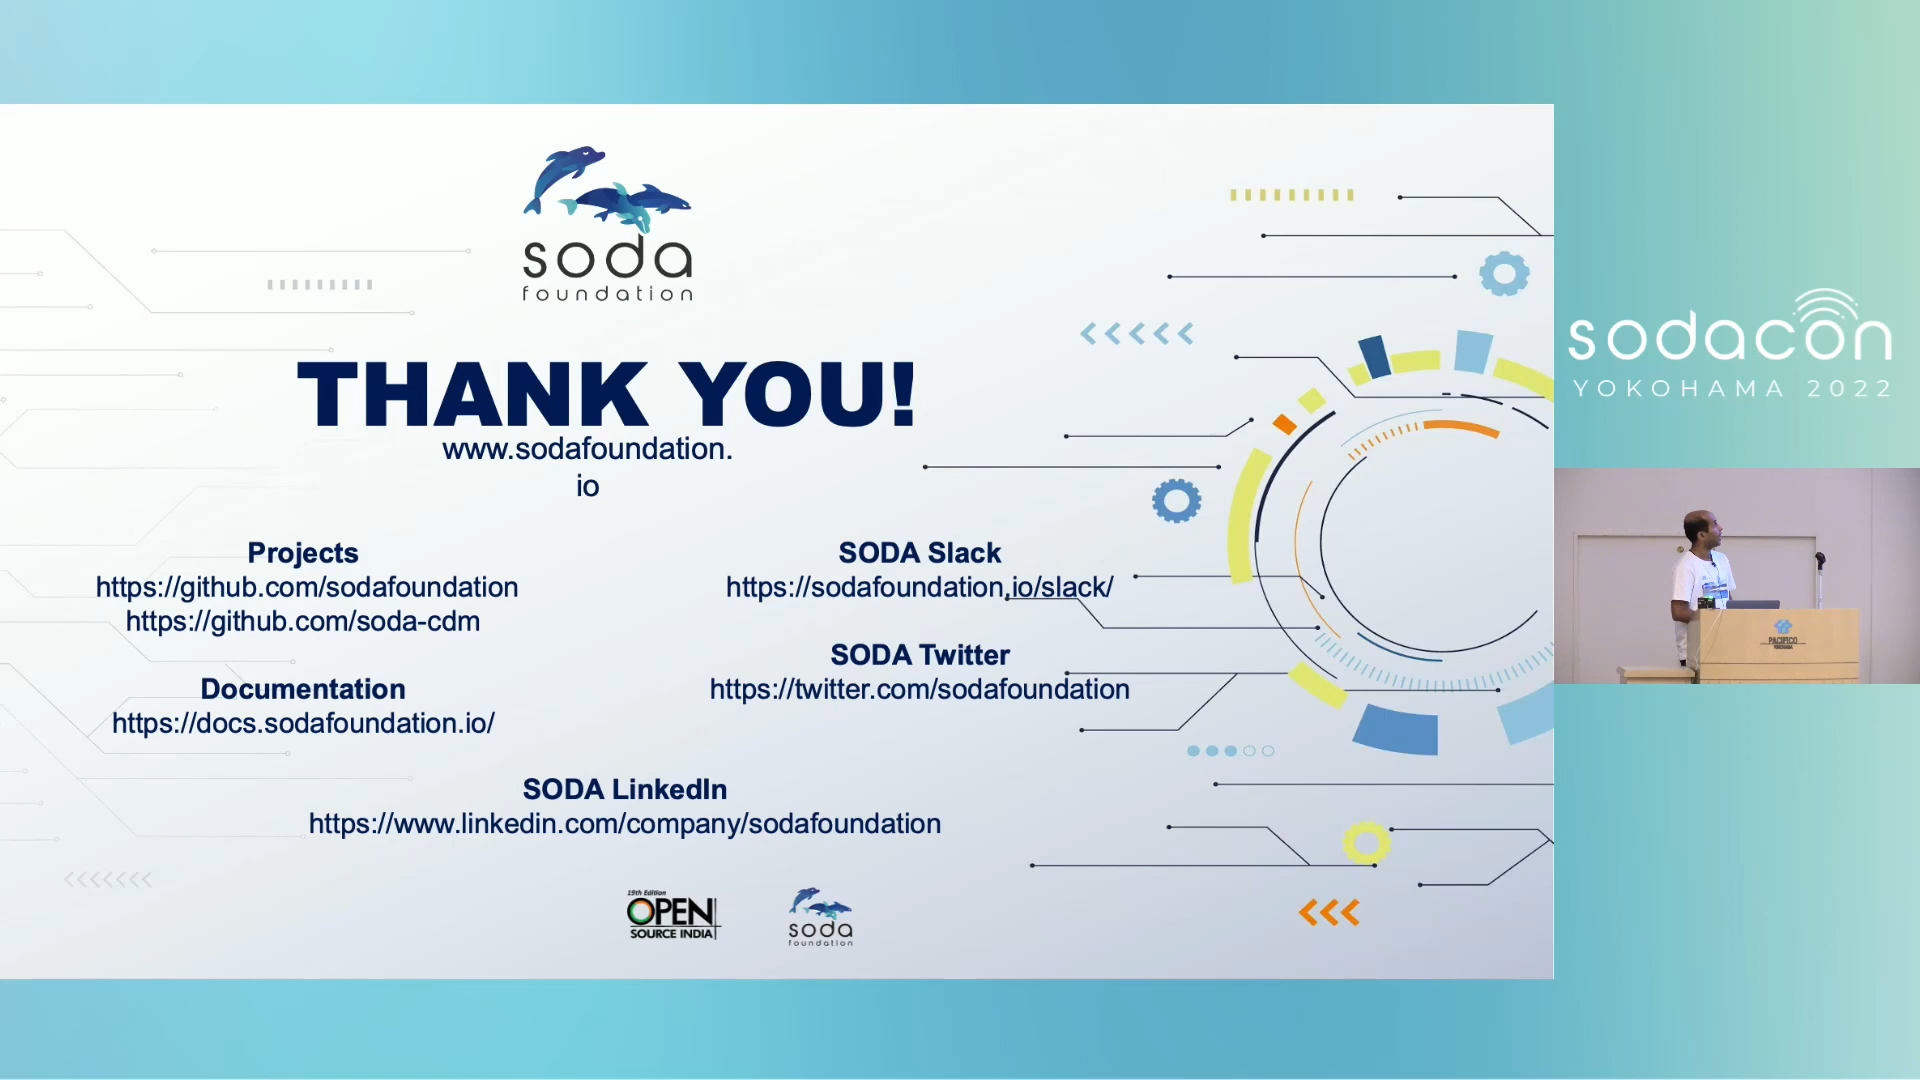 soda
foundation
THANK YOU!
www.sodafoundation.
io
Projects
https://github.com/sodafoundation
https://github.com/soda-cdm
SODA Slack
https://sodafoundation.io/slack/
Documentation
https://docs.sodafoundation.io/
SODA Twitter
https://twitter.com/sodafoundation
SODA LinkedIn
https://www.linkedin.com/company/sodafoundation
19th Edition
OPEN
SOURCE INDIA
soda
foundation
sodacon
YOKOHAMA 2022
PACIFICO
YOKOHAMA